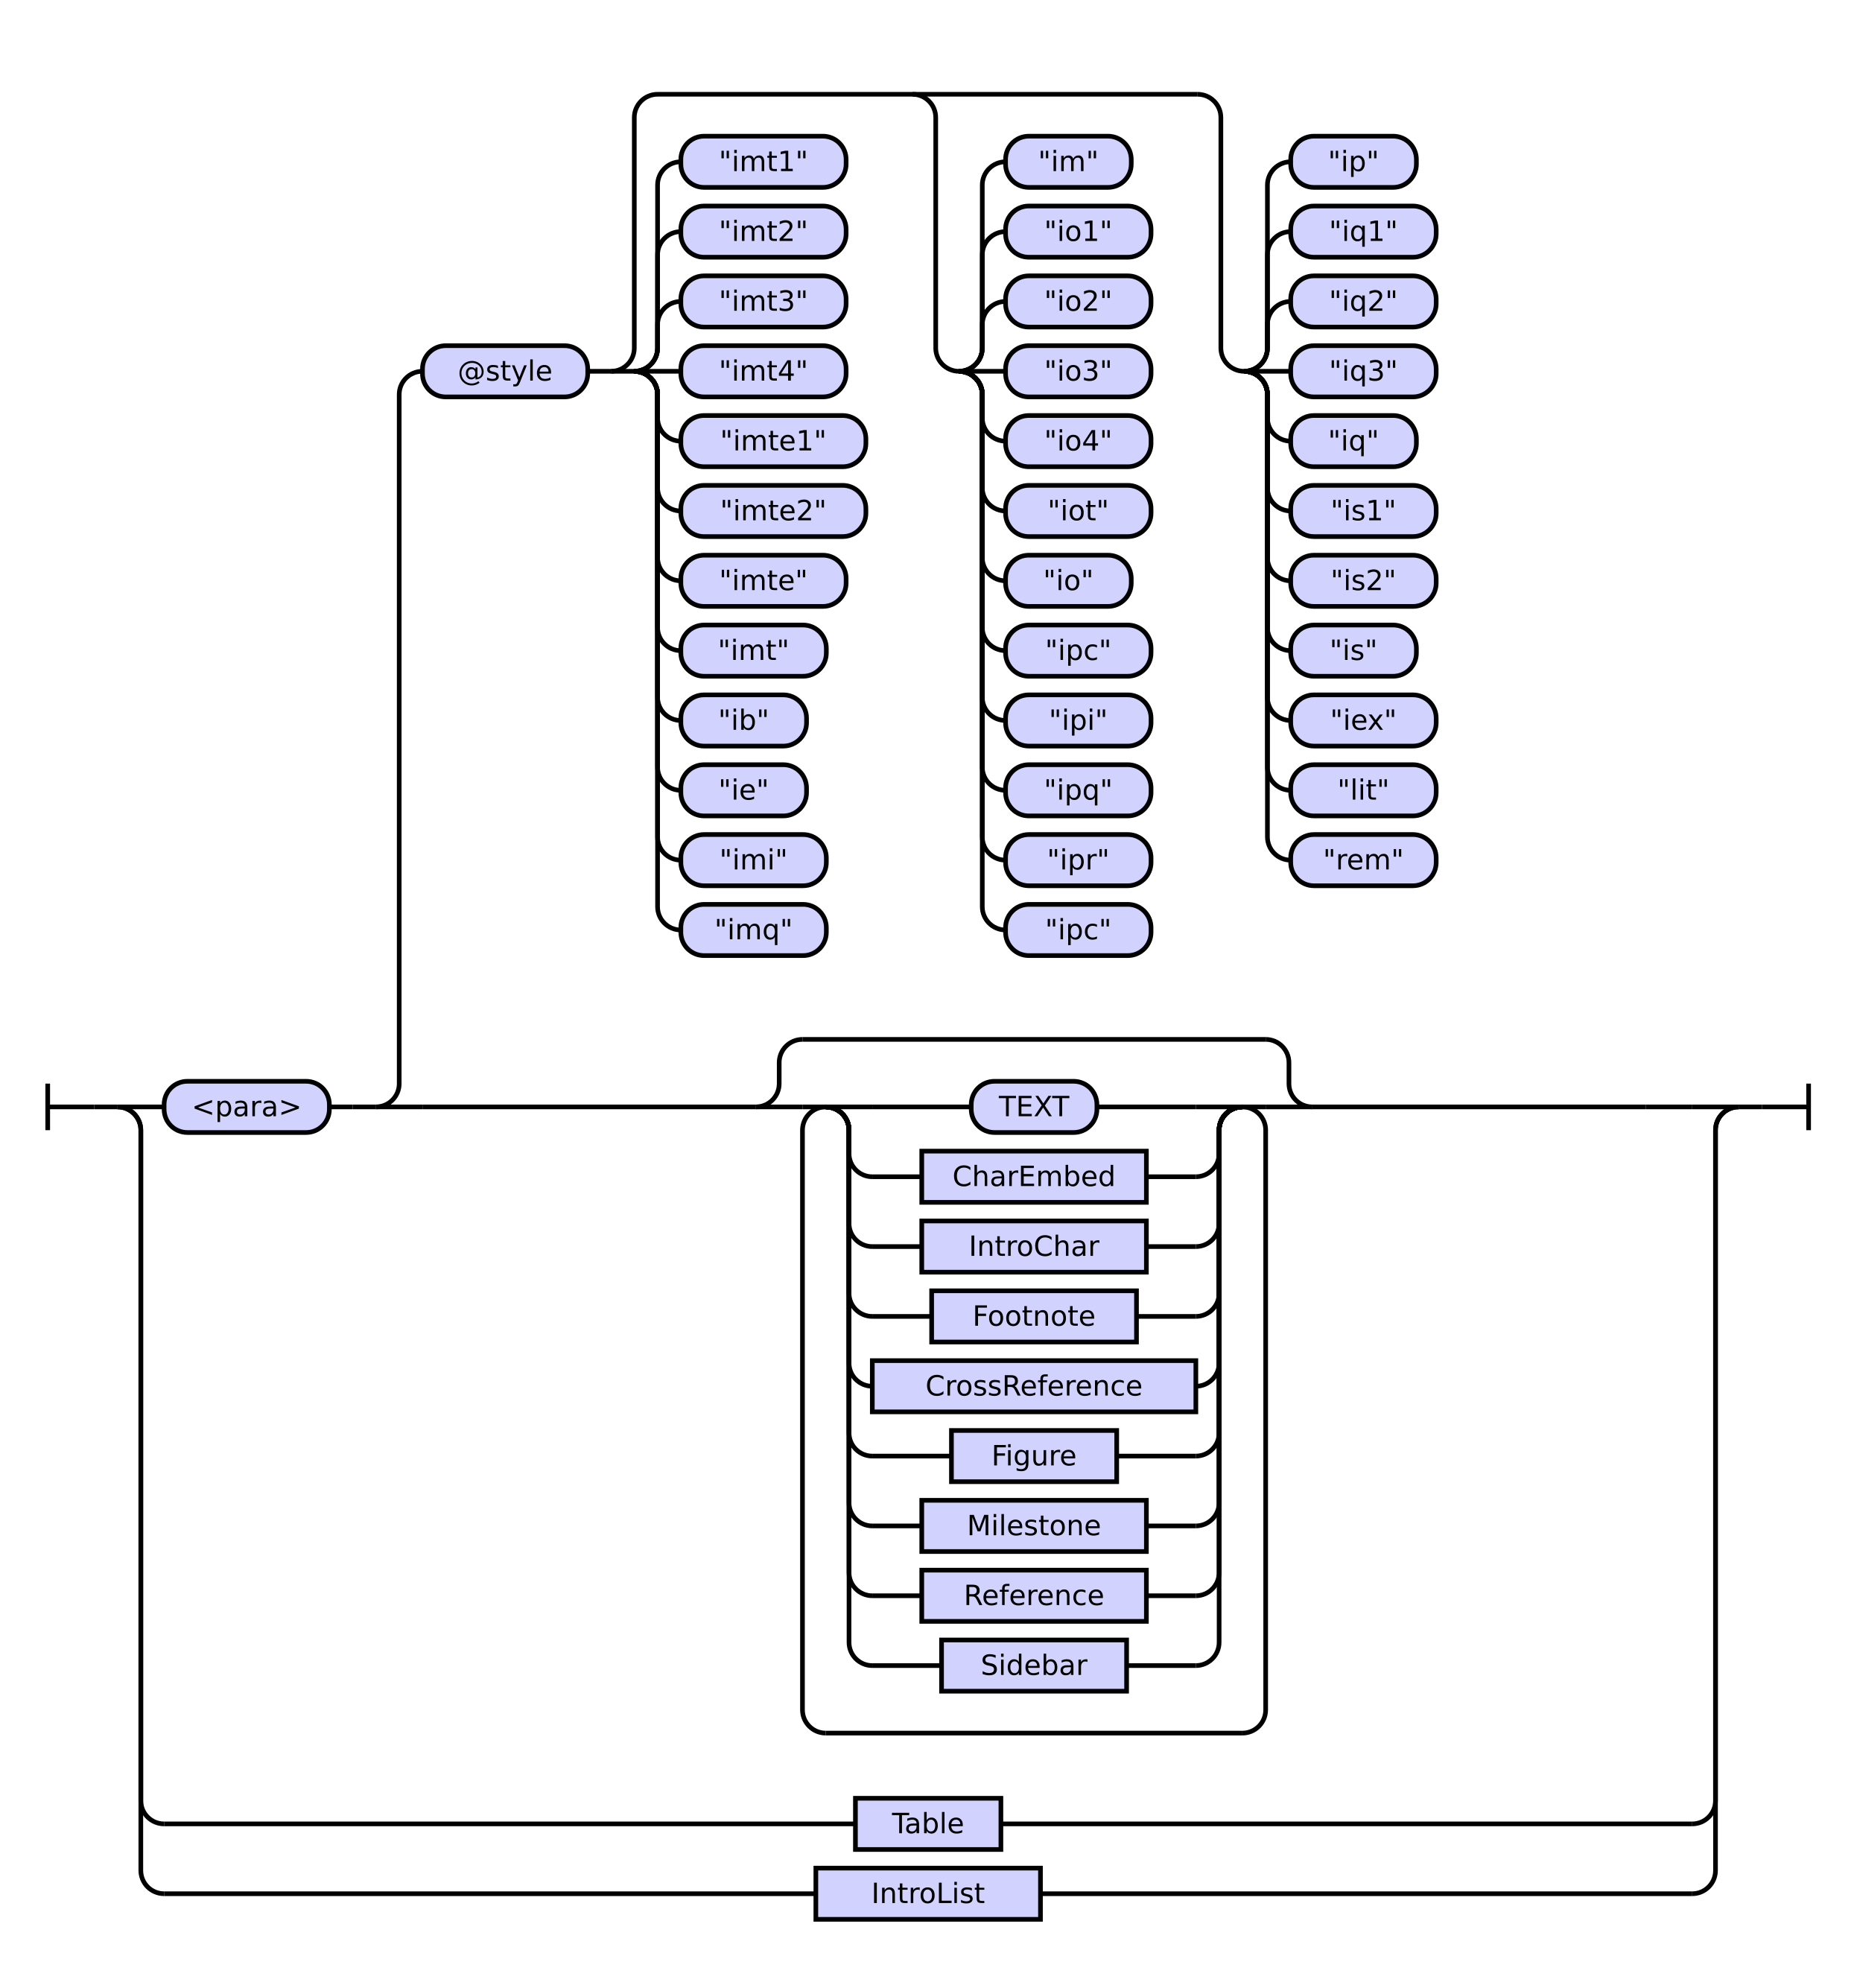 "imt1"
"imt2"
"imt3"
@style
"imt4"
"imte1"
"imte2"
"imte"
"imt"
"ib"
"ie"
"imi"
"imq"
"im"
"io1"
"io2"
"io3"
"io4"
"iot"
"io"
"ipc"
"ipi"
"ipq"
"ipr"
"ipc"
"ip"
"iq1"
"iq2"
"iq3"
"iq"
"is1"
"is2"
"is"
"iex"
"lit"
"rem"
<para>
TEXT
CharEmbed
IntroChar
Footnote
CrossReference
Figure
Milestone
Reference
Sidebar
Table
IntroList